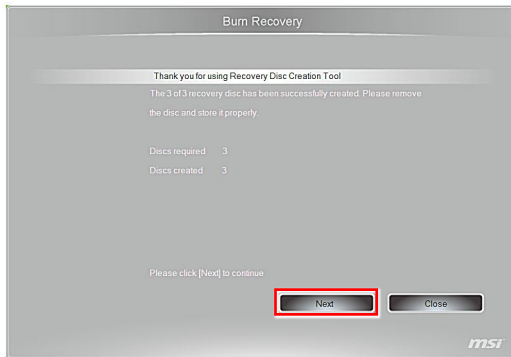 Burn Recovery
Thank you for using Recovery Disc Creation Tool
The 3 of 3 recovery disc has been successfully created. Please remove
the disc and store it properly.
Discs required 3
Discs created 3
Please click [Next] to continue
Next Close
msi